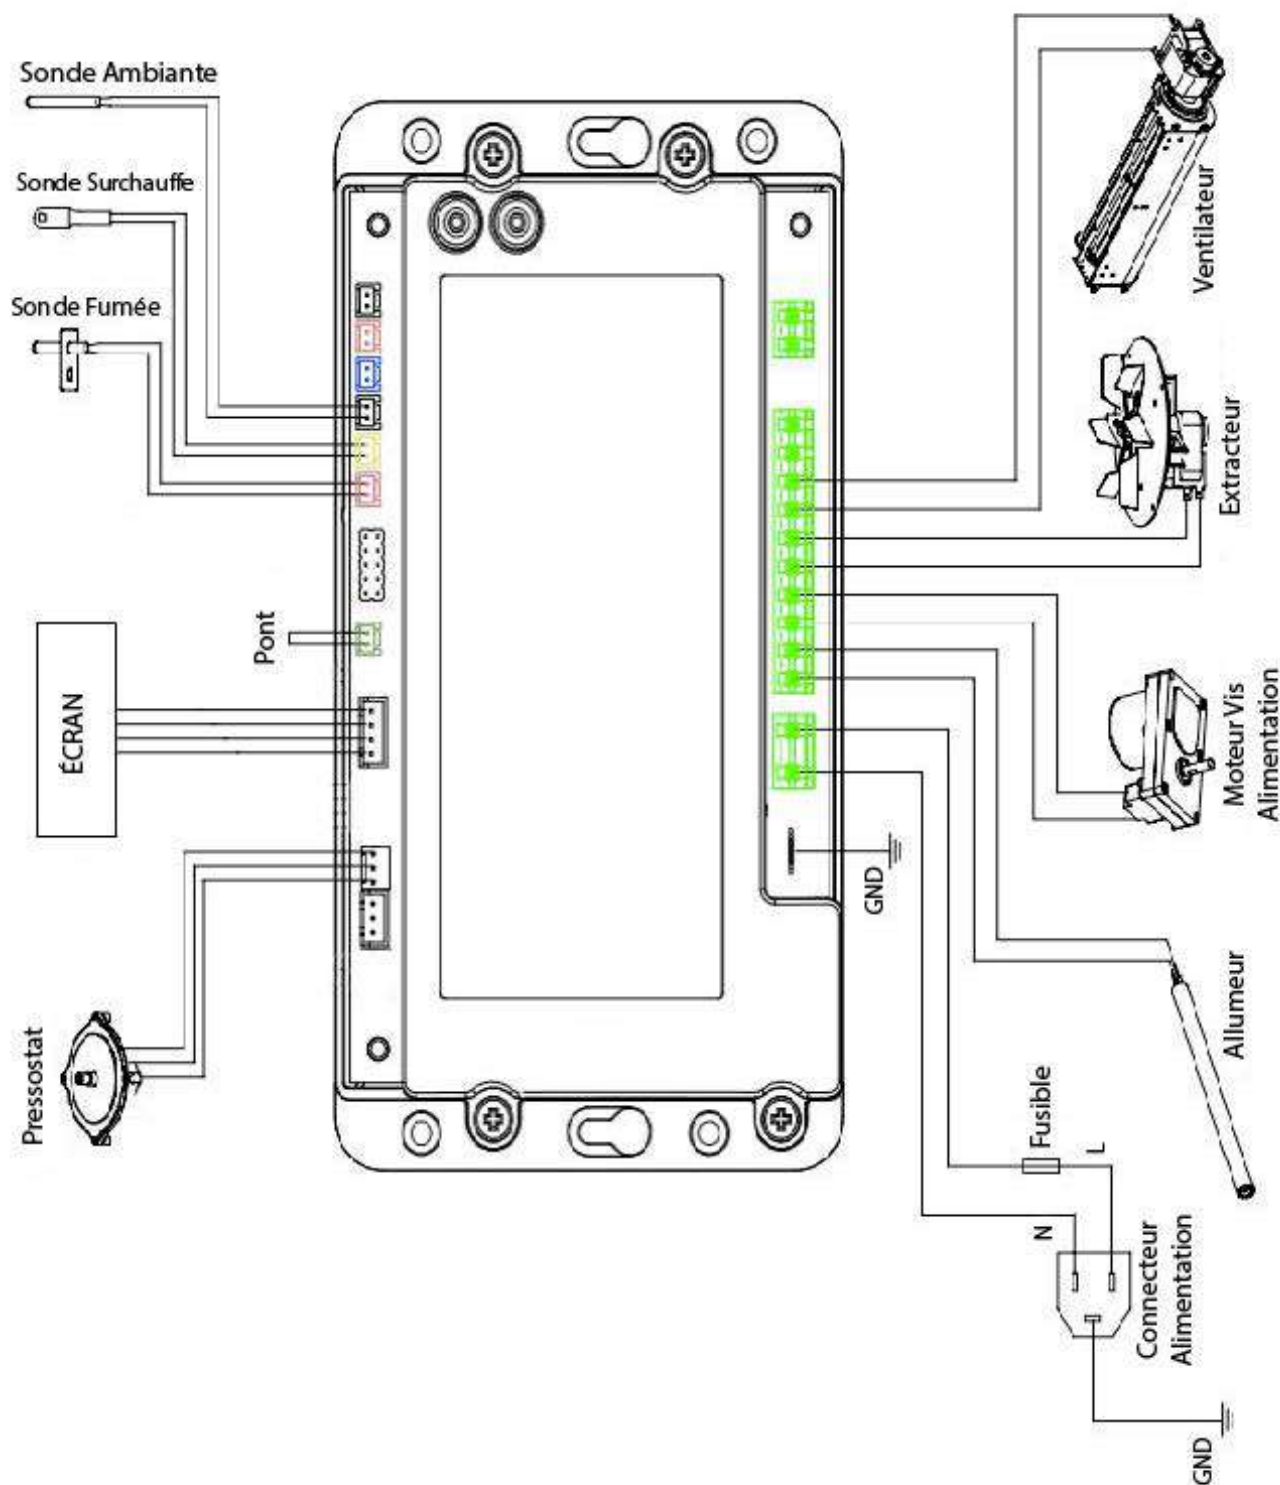 Sonde Ambiante
Sonde Surchauffe
Sonde Fumée
Pont
ÉCRAN
Pressostat
Ventilateur
Extracteur
Moteur Vis
Alimentation
GND
Allumeur
Fusible
L
N
Connecteur
Alimentation
GND